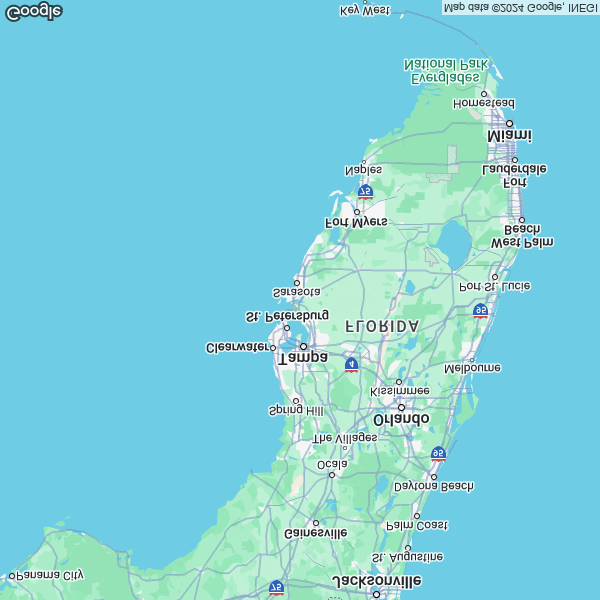 Google
Key West
Map data ©2024 Google, INEGI
Everglades
National Park
Homestead
Miami
Naples
Fort
Lauderdale
75
Fort Myers
West Palm
Beach
Sarasota
Port St. Lucie
St. Petersburg
95
FLORIDA
Clearwater
Tampa
4
Melbourne
Kissimmee
Spring Hill
Orlando
The Villages
95
Ocala
Daytona Beach
Palm Coast
Gainesville
St. Augustine
Panama City
75
Jacksonville